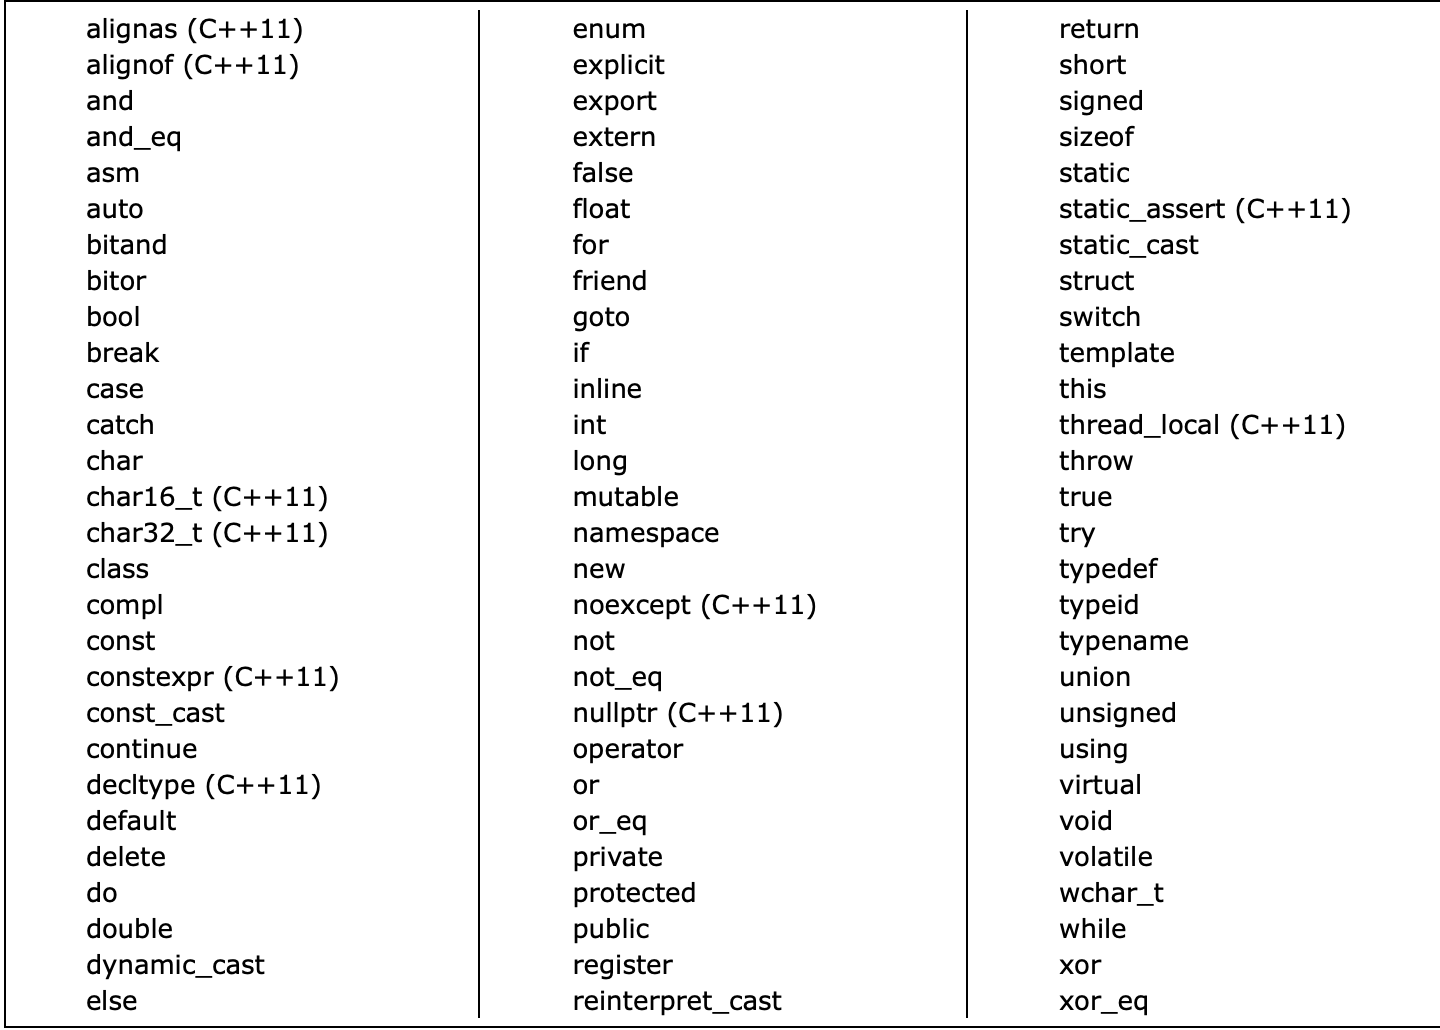 alignas (C++11)
alignof (C++11)
and
and_eq
asm
auto
bitand
bitor
bool
break
case
catch
char
char16_t (C++11)
char32_t (C++11)
class
compl
const
constexpr (C++11)
const_cast
continue
decltype (C++11)
default
delete
do
double
dynamic_cast
else
enum
explicit
export
extern
false
float
for
friend
goto
if
inline
int
long
mutable
namespace
new
noexcept (C++11)
not
not_eq
nullptr (C++11)
operator
or
or_eq
private
protected
public
register
reinterpret_cast
return
short
signed
sizeof
static
static_assert (C++11)
static_cast
struct
switch
template
this
thread_local (C++11)
throw
true
try
typedef
typeid
typename
union
unsigned
using
virtual
void
volatile
wchar_t
while
xor
xor_eq